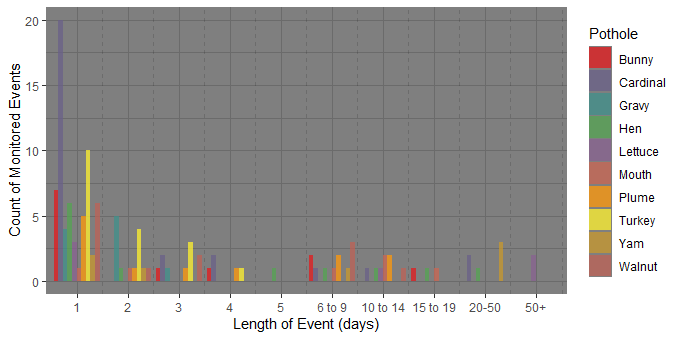 Count of Monitored Events
20
15
10
5
0
1 2 3 4 5 6 to 9 10 to 14 15 to 19 20-50 50+
Length of Event (days)
Pothole
Bunny
Cardinal
Gravy
Hen
Lettuce
Mouth
Plume
Turkey
Yam
Walnut